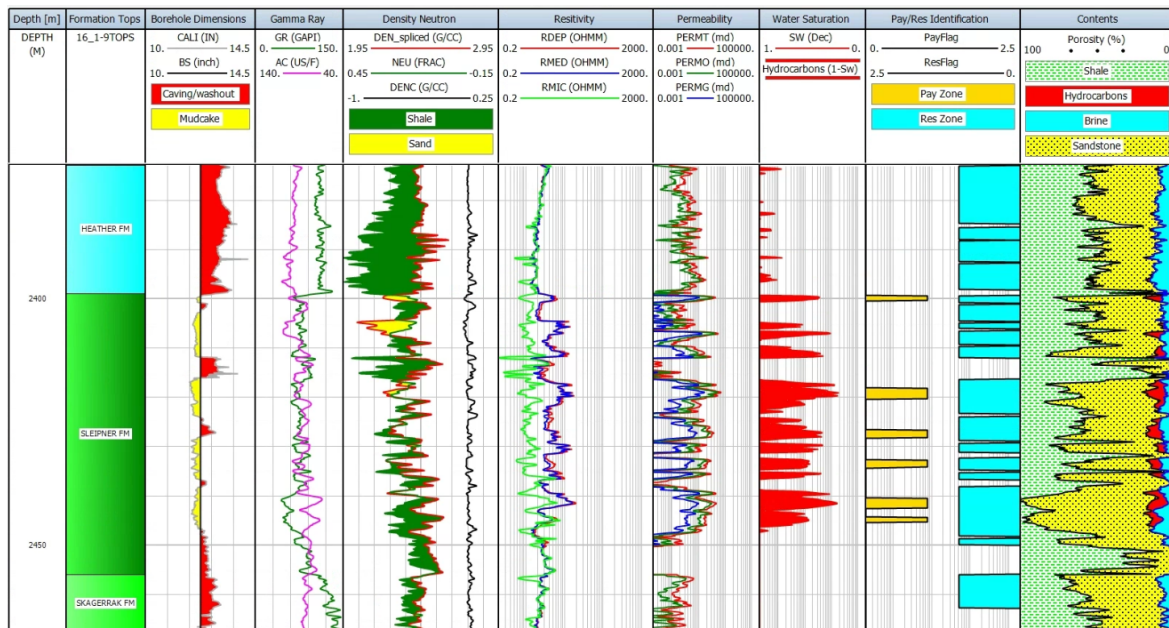 Depth [m] Formation Tops Borehole Dimensions Gamma Ray Density Neutron Resitivity Permeability Water Saturation Pay/Res Identification Contents
DEPTH (M)
16_1-9TOPS
CALI (IN)
10. 14.5
BS (inch)
10. 14.5
Caving/washout
Mudcake
GR (GAPI)
0. 150.
AC (US/F)
140. 40.
DEN_spliced (G/CC)
1.95 2.95
NEU (FRAC)
0.45 -0.15
DENC (G/CC)
-1. 0.25
Shale
Sand
RDEP (OHMM)
0.2 2000.
RMED (OHMM)
0.2 2000.
RMIC (OHMM)
0.2 2000.
PERMT (md)
0.001 100000.
PERMO (md)
0.001 100000.
PERMG (md)
0.001 100000.
SW (Dec)
1. 0.
Hydrocarbons (1-Sw)
PayFlag
0. 2.5
ResFlag
2.5 0.
Pay Zone
Res Zone
Porosity (%)
100 0
Shale
Hydrocarbons
Brine
Sandstone
HEATHER FM
2400
SLEIPNER FM
2450
SKAGERRAK FM